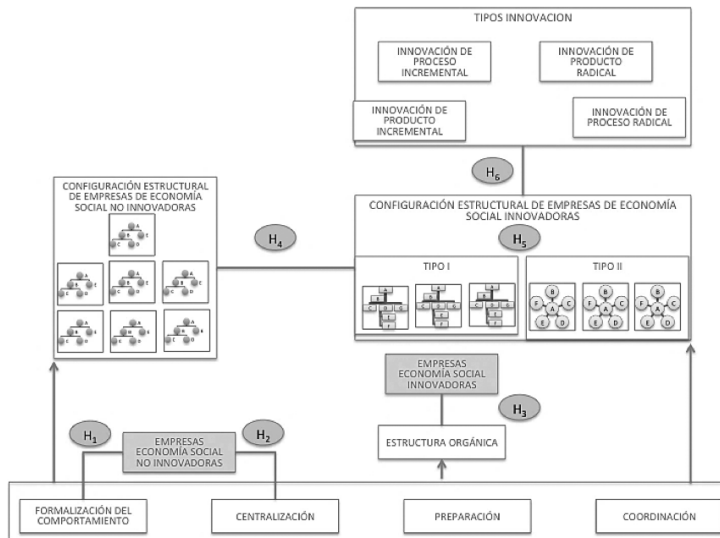 TIPOS INNOVACION
INNOVACIÓN DE
PROCESO
INCREMENTAL
INNOVACIÓN DE
PRODUCTO
RADICAL
INNOVACIÓN DE
PRODUCTO
INCREMENTAL
INNOVACIÓN DE
PROCESO RADICAL
H6
CONFIGURACIÓN ESTRUCTURAL
DE EMPRESAS DE ECONOMÍA
SOCIAL NO INNOVADORAS
H4
CONFIGURACIÓN ESTRUCTURAL DE EMPRESAS DE ECONOMÍA
SOCIAL INNOVADORAS
H5
TIPO I
TIPO II
B
F A C
E D
B
F A C
E D
B
F A C
E D
EMPRESAS
ECONOMÍA SOCIAL
INNOVADORAS
H3
ESTRUCTURA ORGÁNICA
H1
EMPRESAS
ECONOMÍA SOCIAL
NO INNOVADORAS
H2
FORMALIZACIÓN DEL
COMPORTAMIENTO
CENTRALIZACIÓN
PREPARACIÓN
COORDINACIÓN